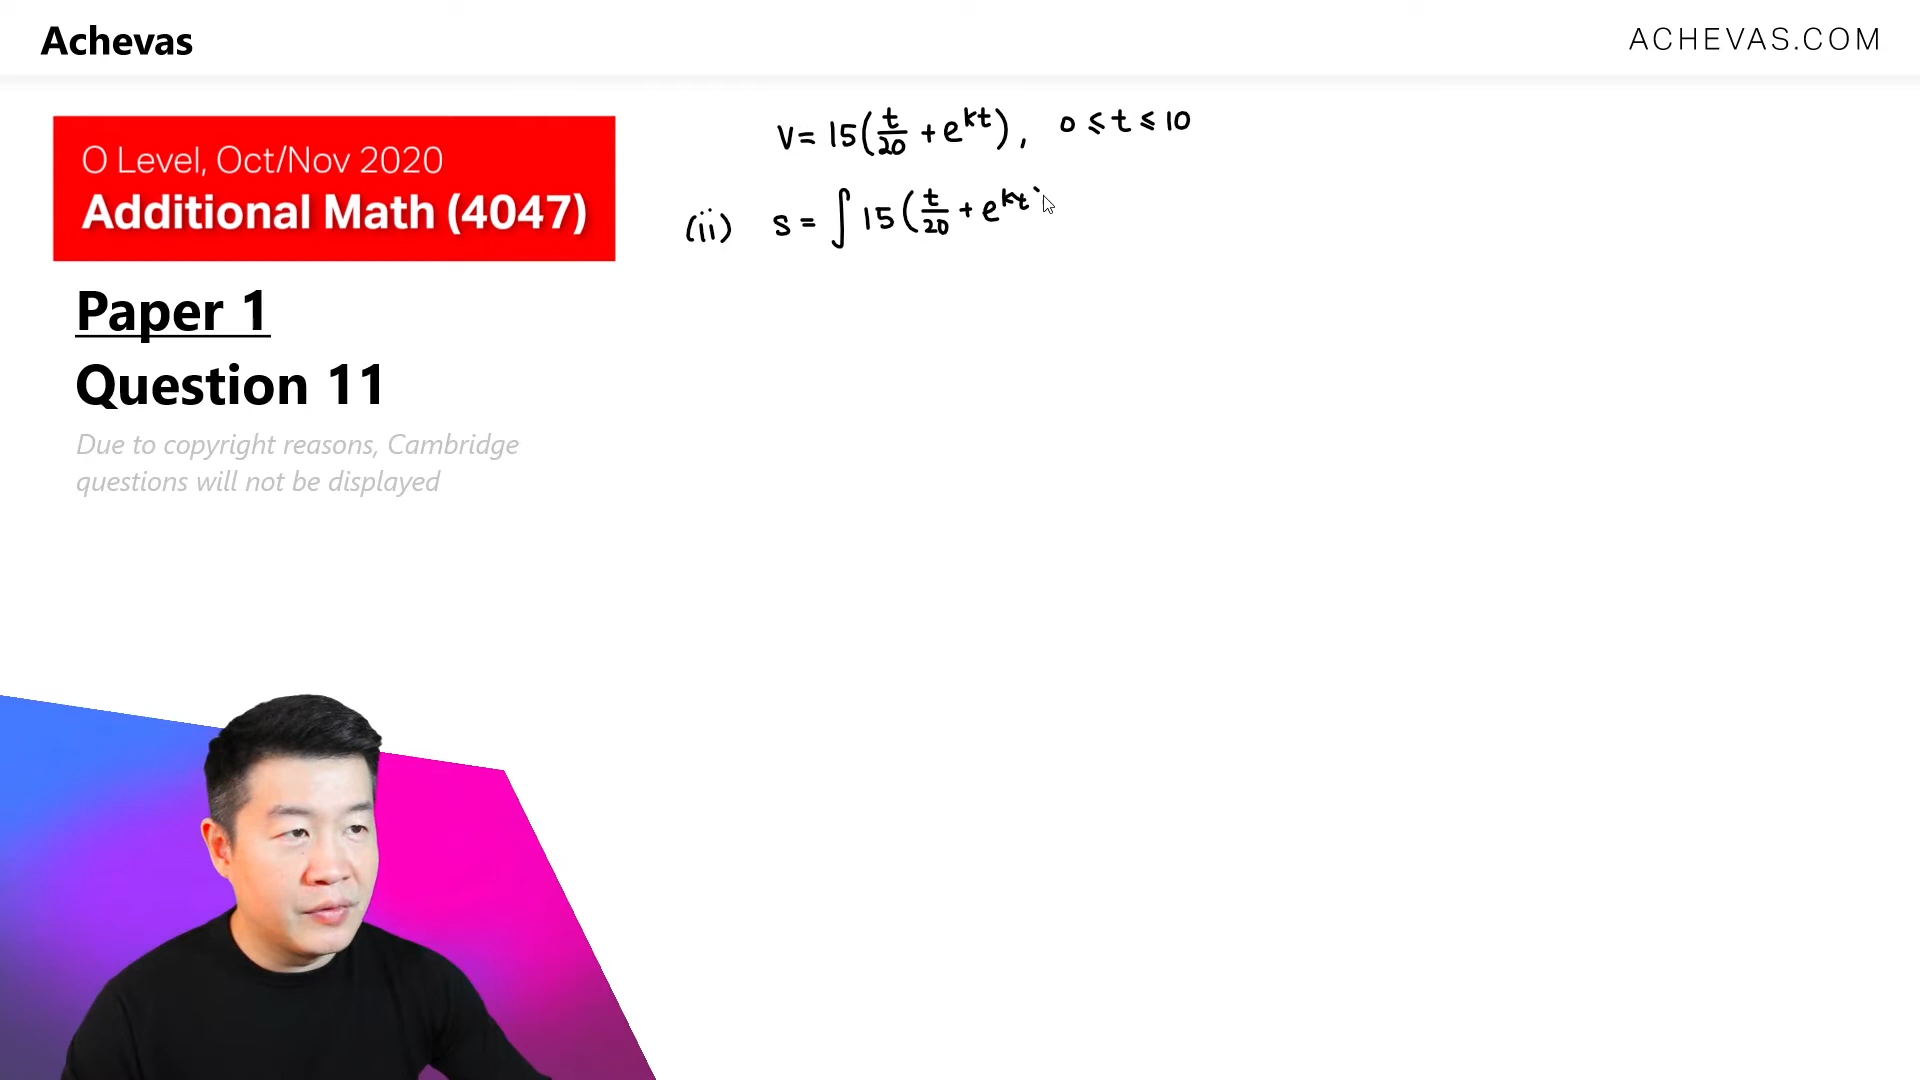 Achevas
ACHEVAS.COM
O Level, Oct/Nov 2020
Additional Math (4047)
Paper 1
Question 11
Due to copyright reasons, Cambridge
questions will not be displayed
v = 15(t/20 + e^{kt}), 0 ⩽ t ⩽ 10
(ii) s = ∫ 15(t/20 + e^{kt}